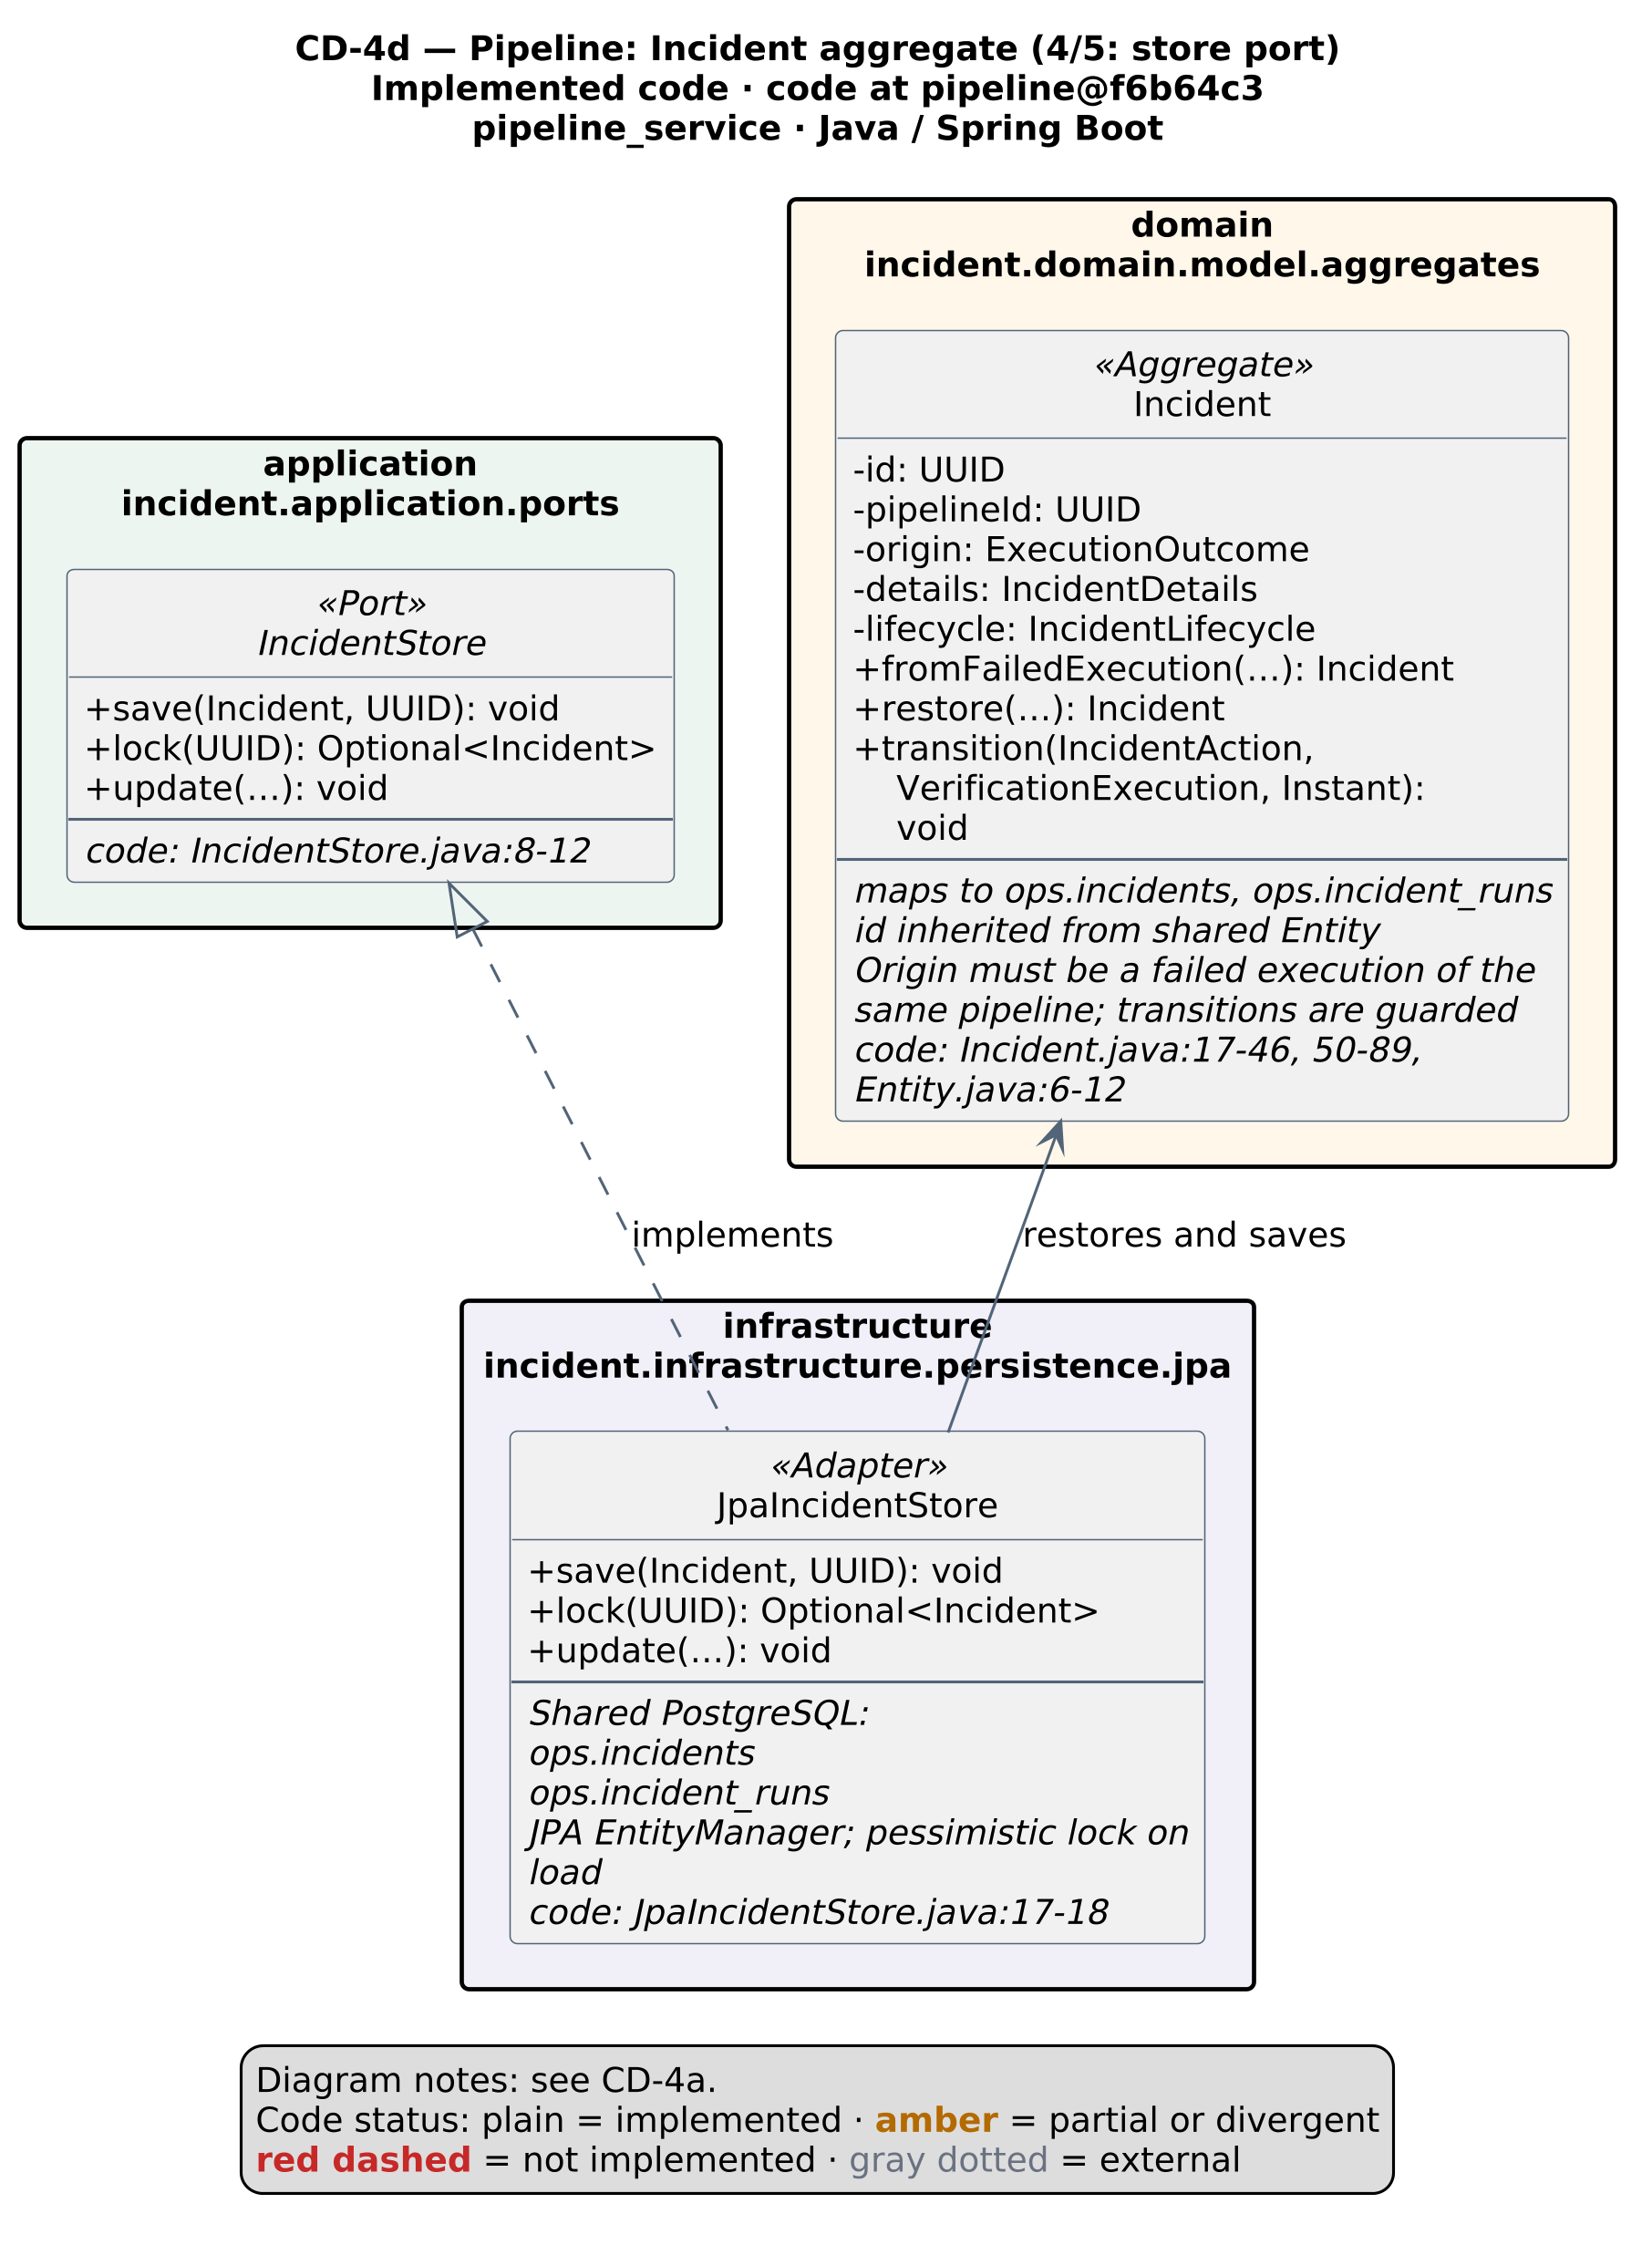 CD-4d — Pipeline: Incident aggregate (4/5: store port)
Implemented code · code at pipeline@f6b64c3
pipeline_service · Java / Spring Boot
domain
incident.domain.model.aggregates
«Aggregate»
Incident
-id: UUID
-pipelineId: UUID
-origin: ExecutionOutcome
-details: IncidentDetails
-lifecycle: IncidentLifecycle
+fromFailedExecution(...): Incident
+restore(...): Incident
+transition(IncidentAction,
VerificationExecution, Instant):
void
maps to ops.incidents, ops.incident_runs
id inherited from shared Entity
Origin must be a failed execution of the
same pipeline; transitions are guarded
code: Incident.java:17-46, 50-89,
Entity.java:6-12
application
incident.application.ports
«Port»
IncidentStore
+save(Incident, UUID): void
+lock(UUID): Optional<Incident>
+update(...): void
code: IncidentStore.java:8-12
implements
restores and saves
infrastructure
incident.infrastructure.persistence.jpa
«Adapter»
JpaIncidentStore
+save(Incident, UUID): void
+lock(UUID): Optional<Incident>
+update(...): void
Shared PostgreSQL:
ops.incidents
ops.incident_runs
JPA EntityManager; pessimistic lock on
load
code: JpaIncidentStore.java:17-18
Diagram notes: see CD-4a.
Code status: plain = implemented · amber = partial or divergent
red dashed = not implemented · gray dotted = external